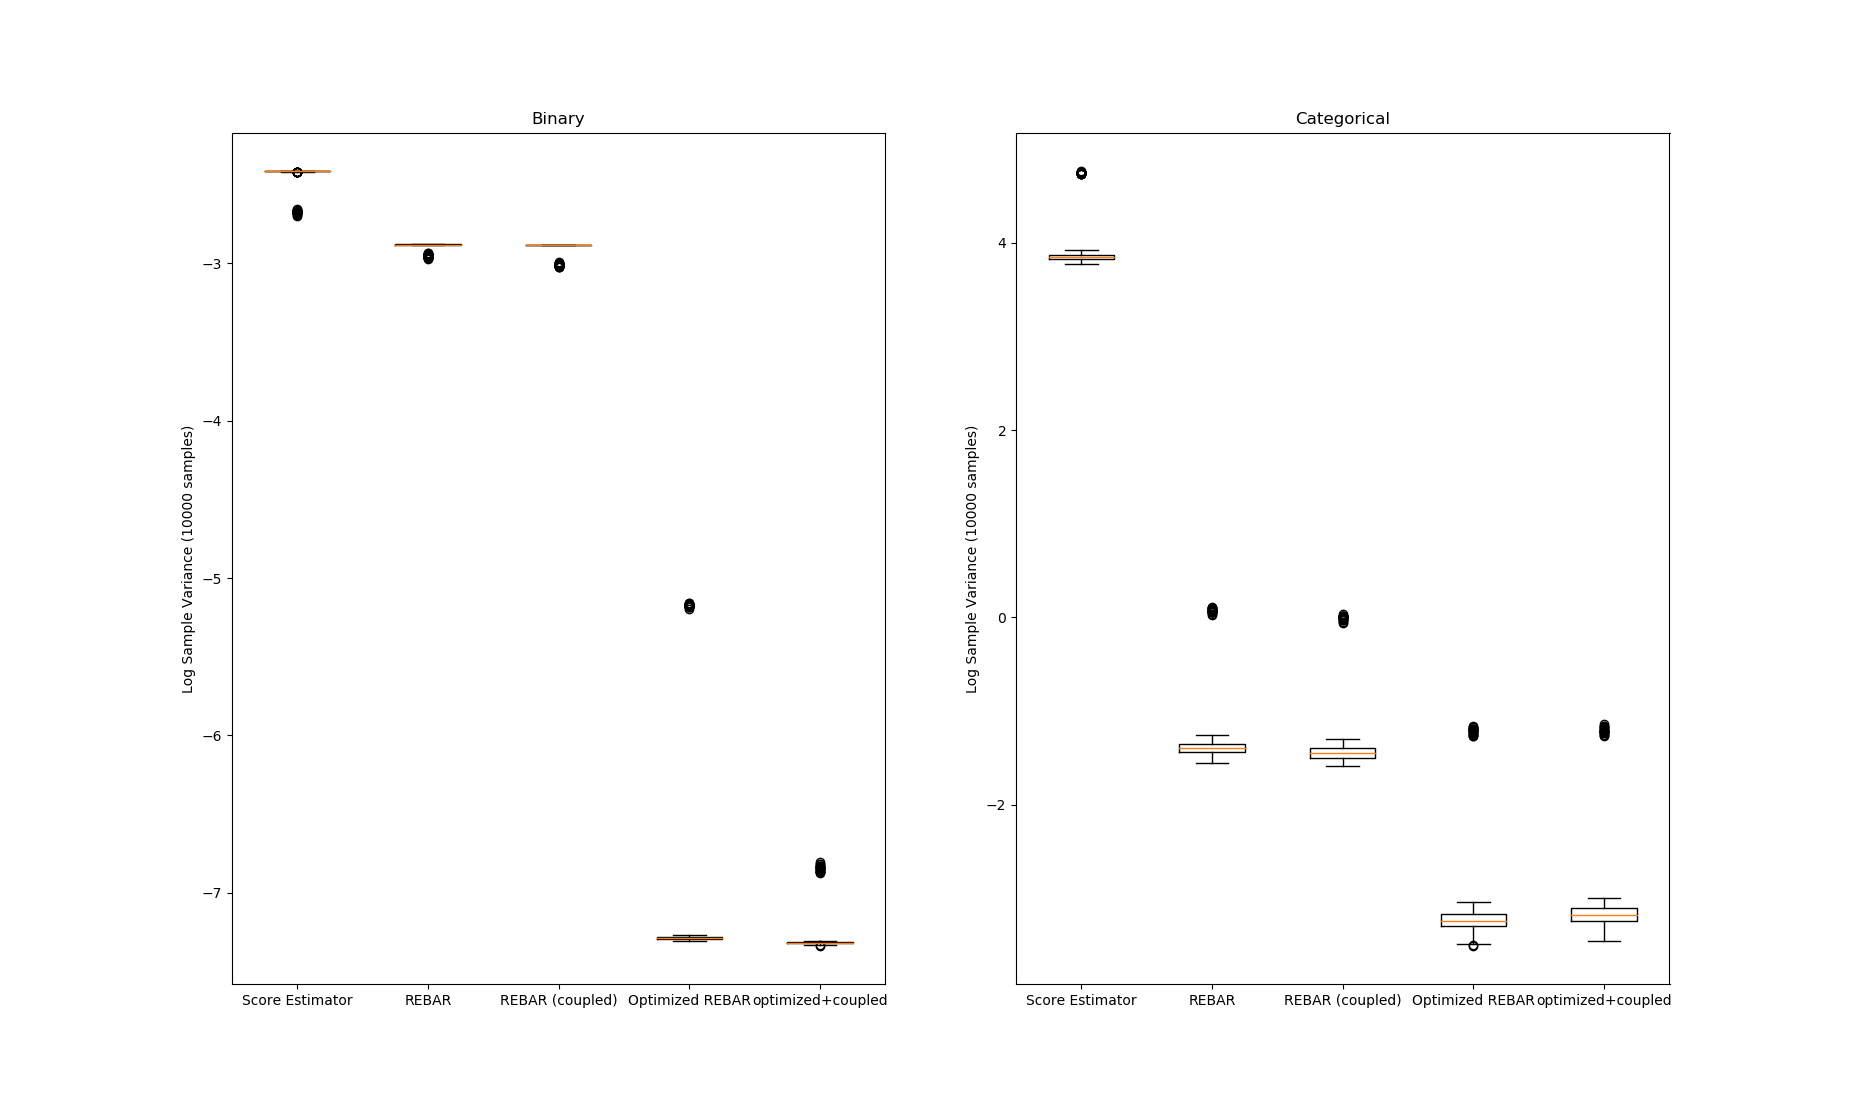 Binary
Log Sample Variance (10000 samples)
−3
−4
−5
−6
−7
Score Estimator
REBAR
REBAR (coupled)
Optimized REBAR
optimized+coupled
Categorical
Log Sample Variance (10000 samples)
4
2
0
−2
Score Estimator
REBAR
REBAR (coupled)
Optimized REBAR
optimized+coupled